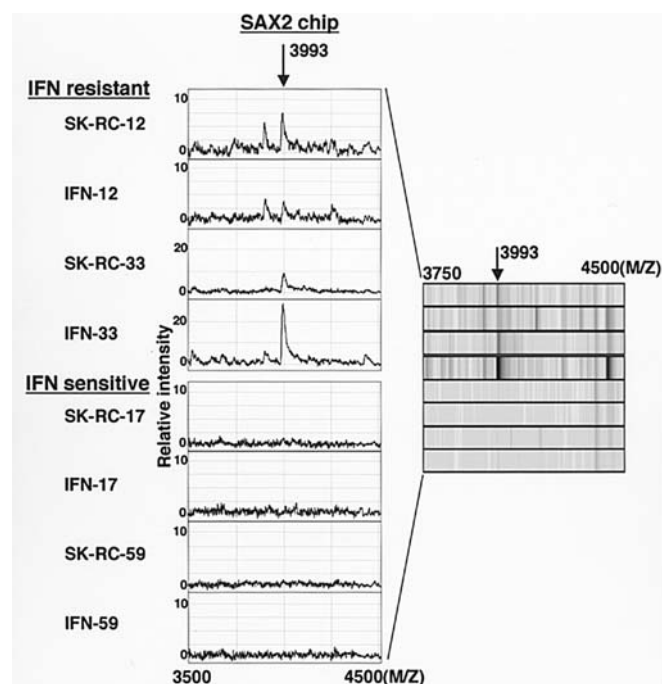 SAX2 chip
3993
IFN resistant
10
SK-RC-12
0
10
IFN-12
0
20
SK-RC-33
0
20
IFN-33
0
IFN sensitive
10
SK-RC-17
0
10
IFN-17
0
10
SK-RC-59
0
10
IFN-59
0
Relative intensity
3500
4500(M/Z)
3993
3750
4500(M/Z)